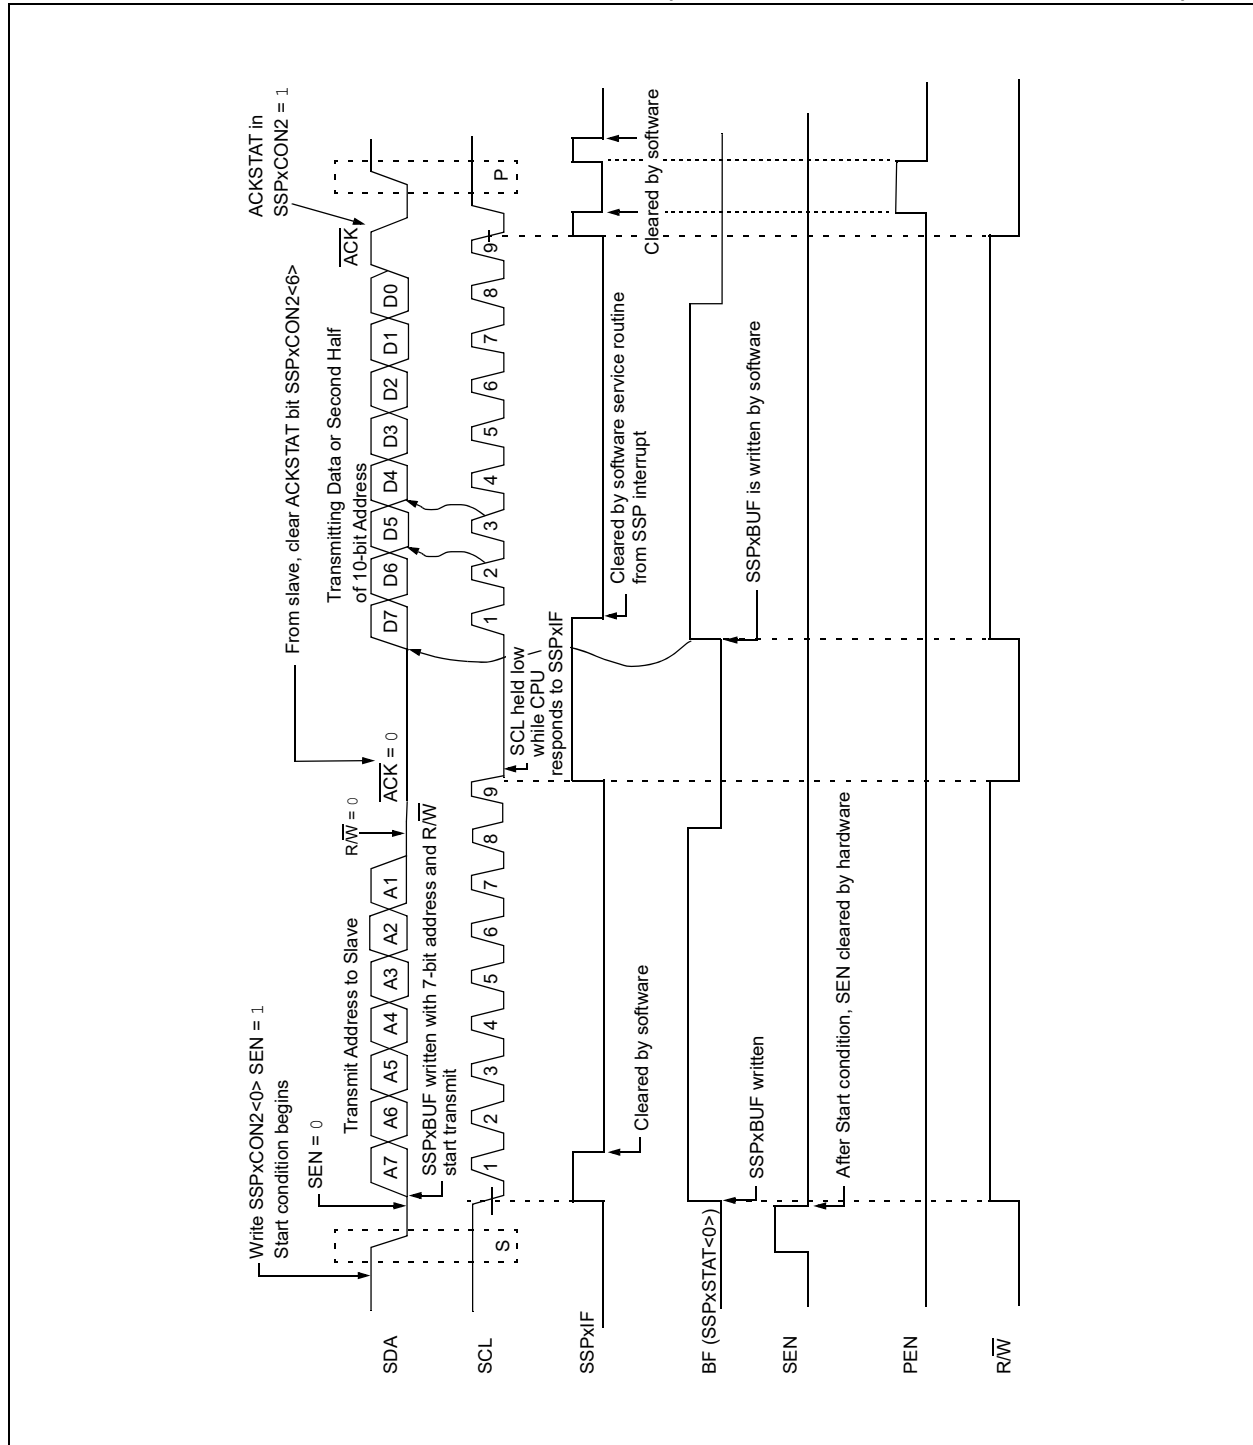 Write SSPxCON2<0> SEN = 1
Start condition begins
SEN = 0
Transmit Address to Slave
R/W = 0
From slave, clear ACKSTAT bit SSPxCON2<6>
ACK = 0
Transmitting Data or Second Half
of 10-bit Address
ACKSTAT in
SSPxCON2 = 1
ACK
SDA
A7 A6 A5 A4 A3 A2 A1
D7 D6 D5 D4 D3 D2 D1 D0
SSPxBUF written with 7-bit address and R/W
start transmit
SCL
S
1 2 3 4 5 6 7 8 9
1 2 3 4 5 6 7 8 9
P
SCL held low
while CPU
responds to SSPxIF
SSPxIF
Cleared by software
Cleared by software service routine
from SSP interrupt
Cleared by software
BF (SSPxSTAT<0>)
SSPxBUF written
SSPxBUF is written by software
SEN
After Start condition, SEN cleared by hardware
PEN
R/W